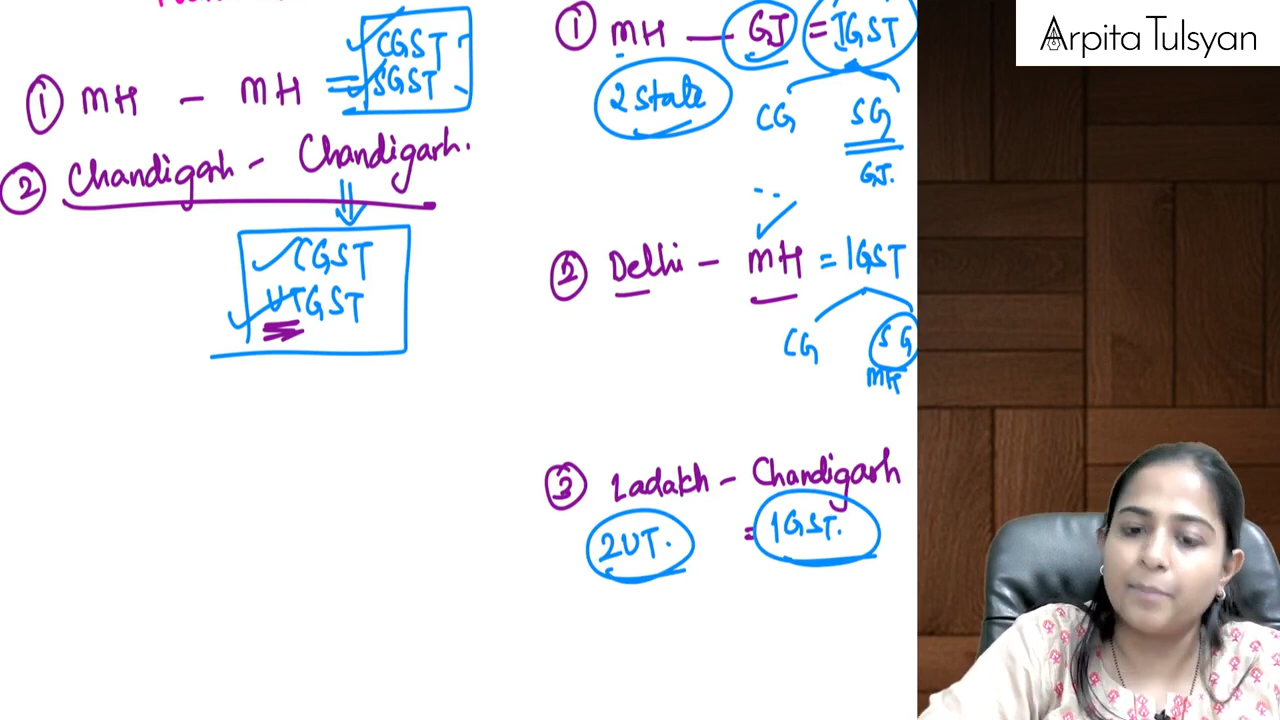 CGST
① MH - MH = SGST
② Chandigarh - Chandigarh.
CGST
UTGST
① MH - GJ = IGST
2 State
CG SG
GJ.
② Delhi - MH = IGST
CG SG
MH
③ Ladakh - Chandigarh
2UT. = IGST.
Arpita Tulsyan